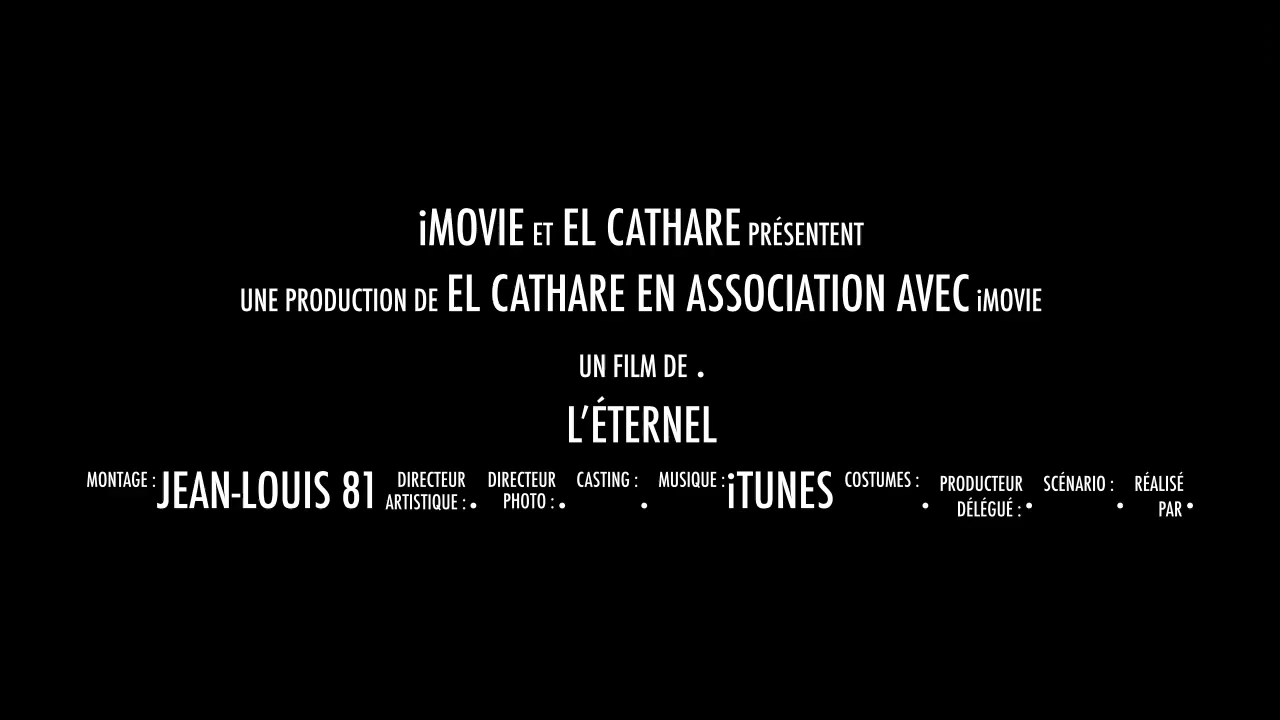 iMOVIE ET EL CATHARE PRÉSENTENT
UNE PRODUCTION DE EL CATHARE EN ASSOCIATION AVEC iMOVIE
UN FILM DE .
L'ÉTERNEL
MONTAGE : JEAN-LOUIS 81 DIRECTEUR ARTISTIQUE : . DIRECTEUR PHOTO : . CASTING : . MUSIQUE : iTUNES COSTUMES : . PRODUCTEUR DÉLÉGUÉ : . SCÉNARIO : . RÉALISÉ PAR .